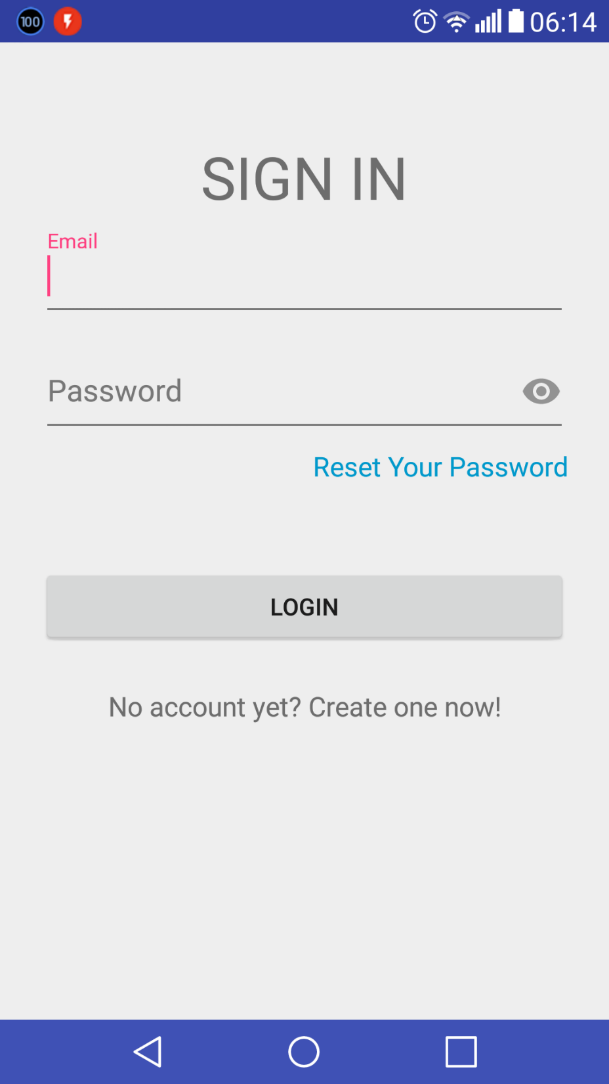 100 06:14
SIGN IN
Email
Password
Reset Your Password
LOGIN
No account yet? Create one now!